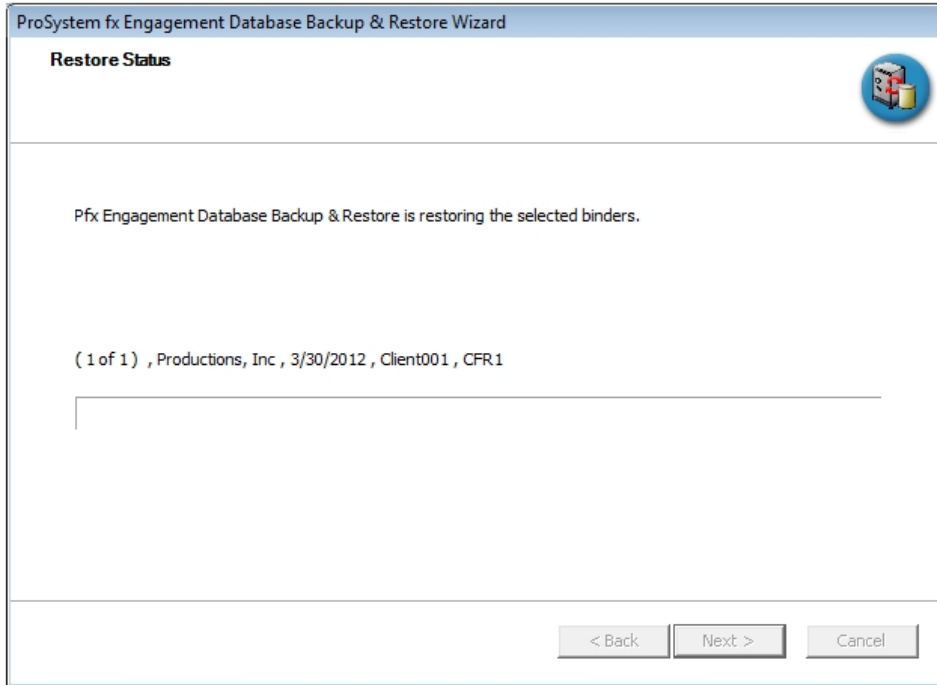 ProSystem fx Engagement Database Backup & Restore Wizard
Restore Status
Pfx Engagement Database Backup & Restore is restoring the selected binders.
( 1 of 1 ) , Productions, Inc , 3/30/2012 , Client001 , CFR1
< Back Next > Cancel